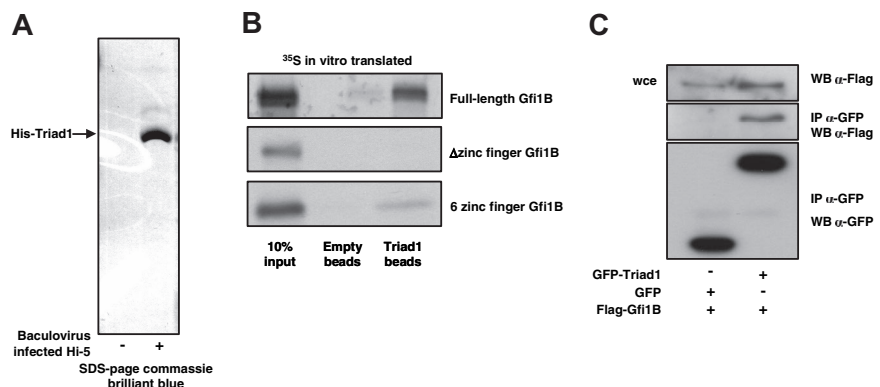 A
His-Triad1
Baculovirus
infected Hi-5
- +
SDS-page commassie
brilliant blue
B
³⁵S in vitro translated
Full-length Gfi1B
Δzinc finger Gfi1B
6 zinc finger Gfi1B
10%
input
Empty
beads
Triad1
beads
C
wce
WB α-Flag
IP α-GFP
WB α-Flag
IP α-GFP
WB α-GFP
GFP-Triad1 - +
GFP + -
Flag-Gfi1B + +